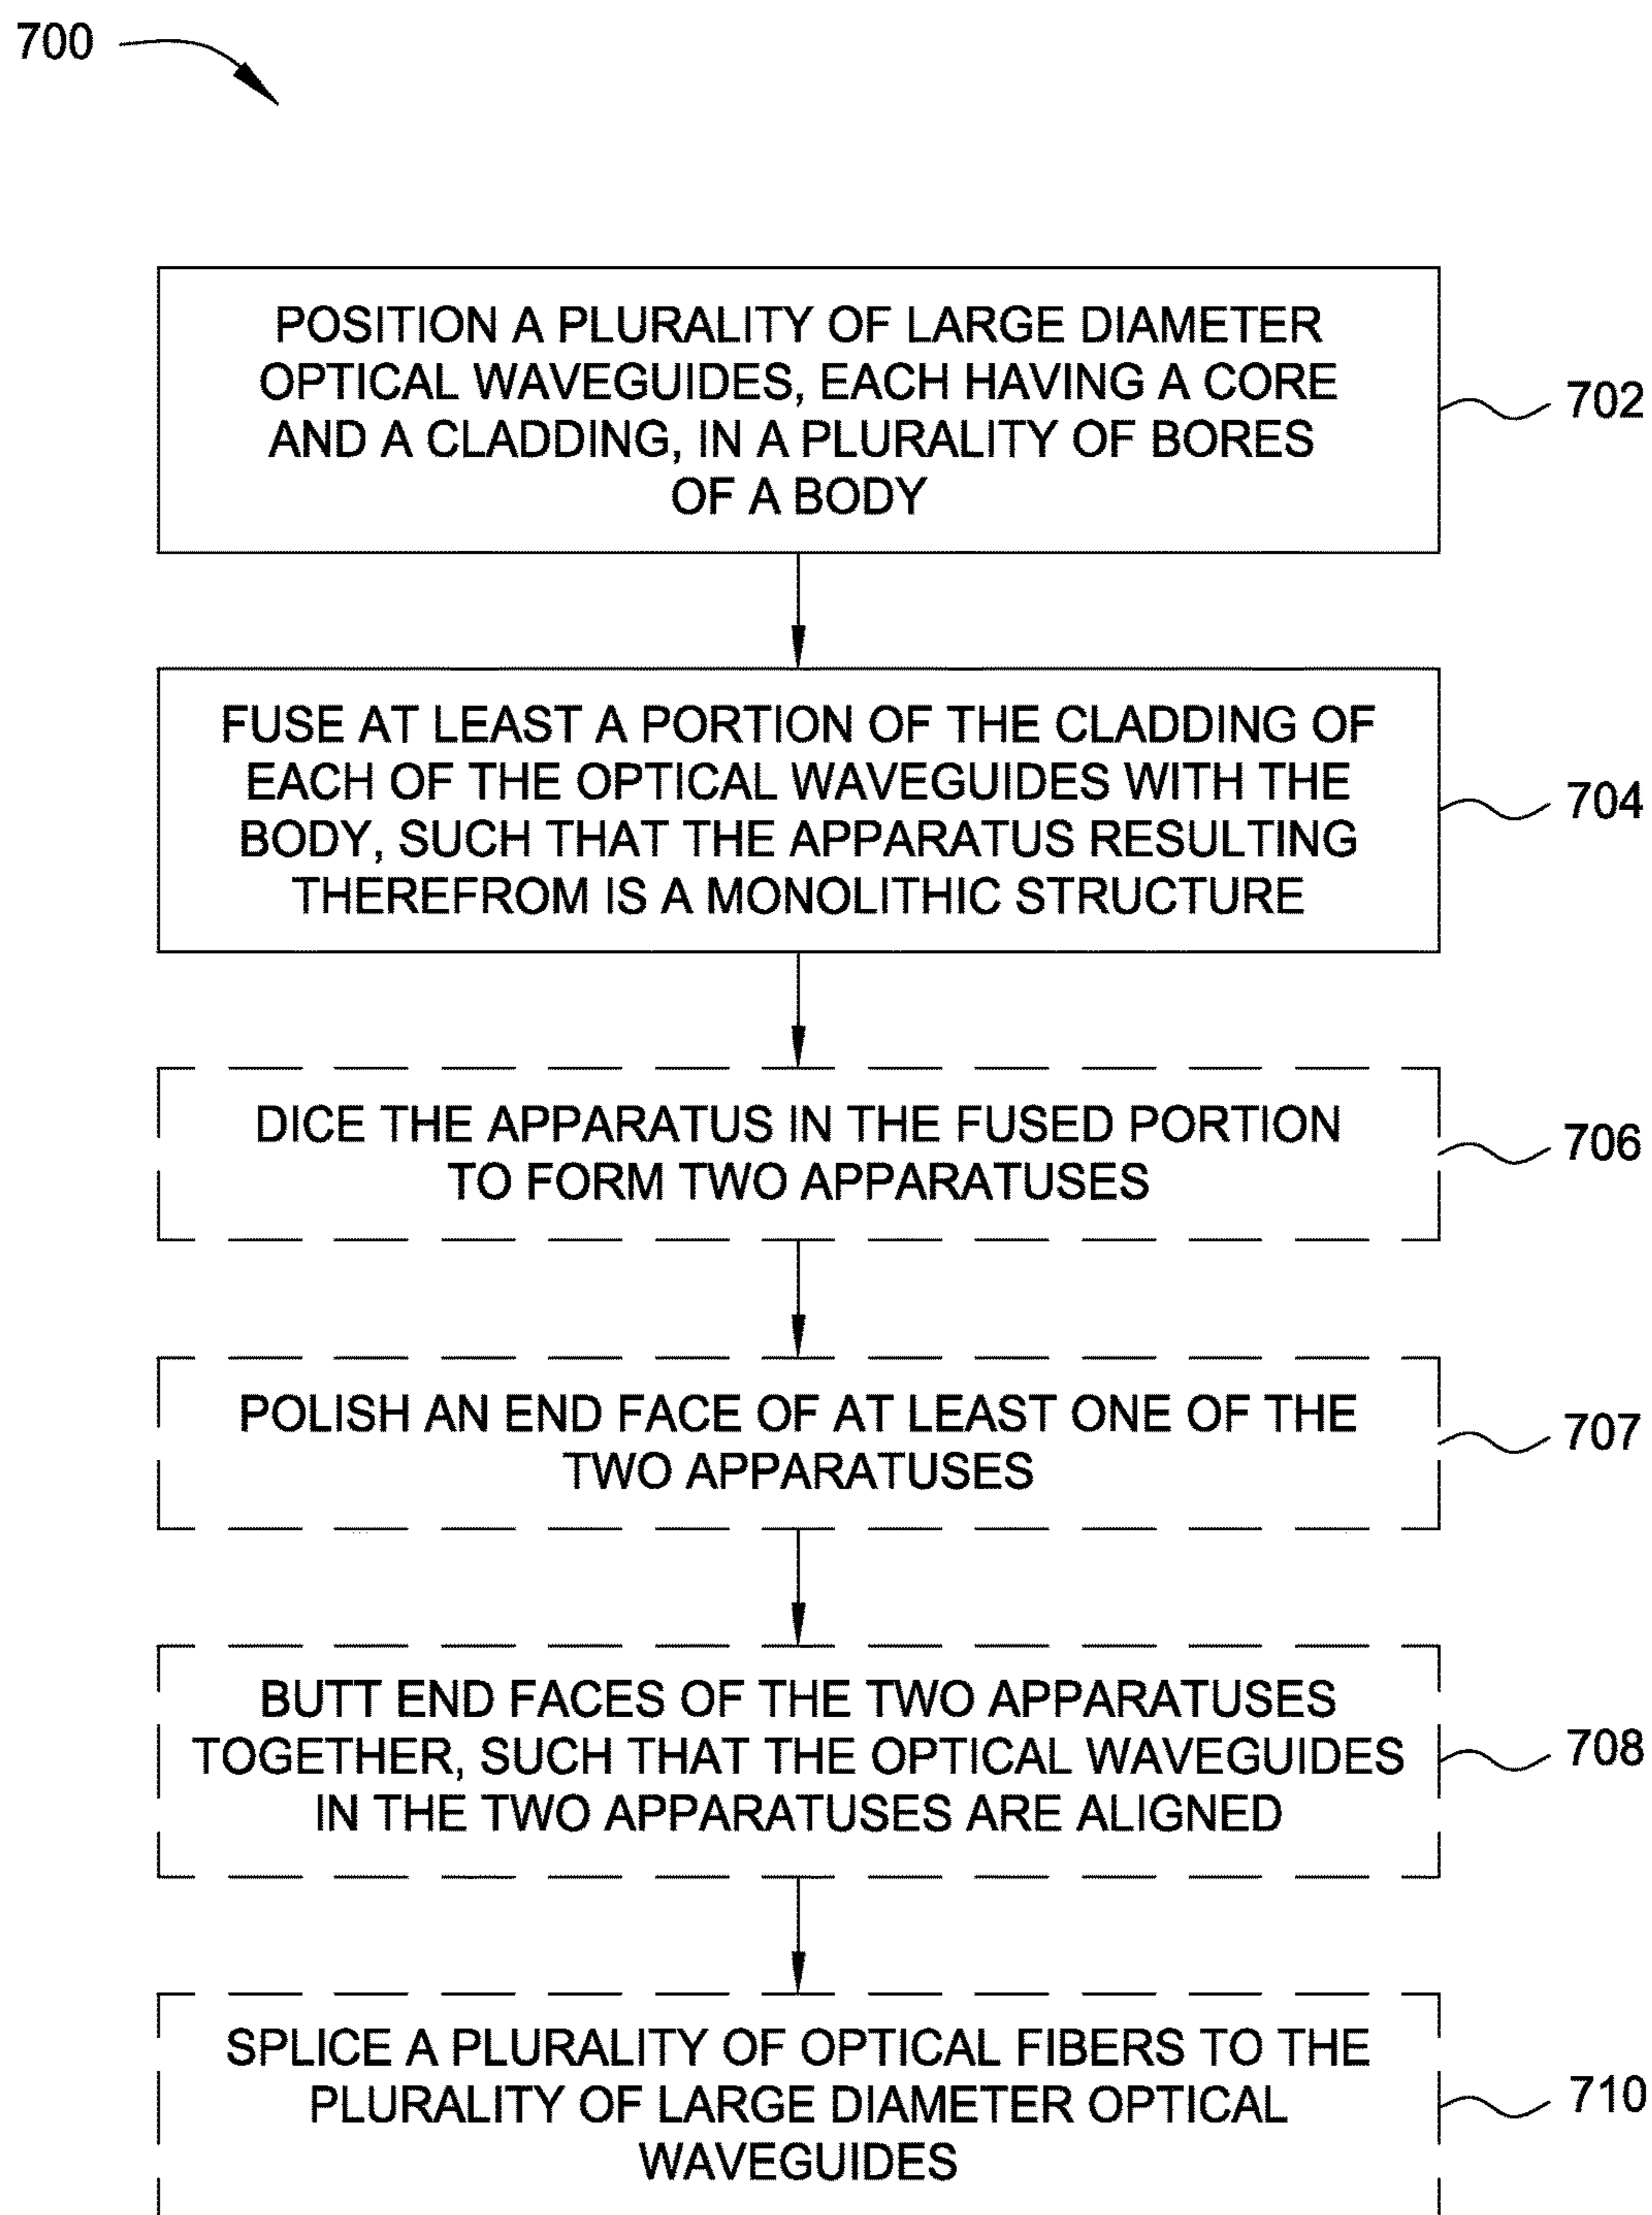 700
POSITION A PLURALITY OF LARGE DIAMETER
OPTICAL WAVEGUIDES, EACH HAVING A CORE
AND A CLADDING, IN A PLURALITY OF BORES
OF A BODY
702
FUSE AT LEAST A PORTION OF THE CLADDING OF
EACH OF THE OPTICAL WAVEGUIDES WITH THE
BODY, SUCH THAT THE APPARATUS RESULTING
THEREFROM IS A MONOLITHIC STRUCTURE
704
DICE THE APPARATUS IN THE FUSED PORTION
TO FORM TWO APPARATUSES
706
POLISH AN END FACE OF AT LEAST ONE OF THE
TWO APPARATUSES
707
BUTT END FACES OF THE TWO APPARATUSES
TOGETHER, SUCH THAT THE OPTICAL WAVEGUIDES
IN THE TWO APPARATUSES ARE ALIGNED
708
SPLICE A PLURALITY OF OPTICAL FIBERS TO THE
PLURALITY OF LARGE DIAMETER OPTICAL
WAVEGUIDES
710